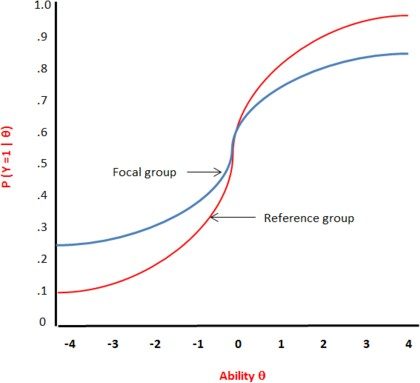 1.0
.9
.8
.7
.6
.5
.4
.3
.2
.1
0
P (Y =1 | θ)
Focal group
Reference group
-4 -3 -2 -1 0 1 2 3 4
Ability θ